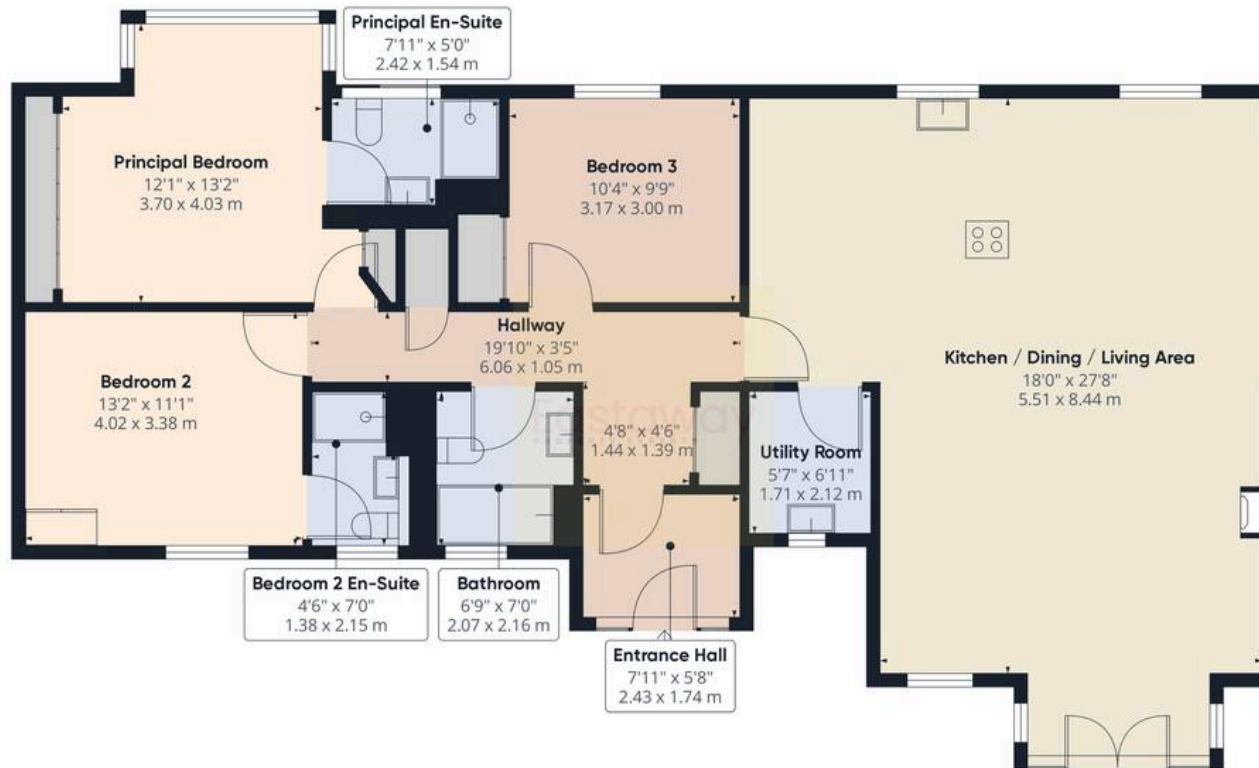 Principal En-Suite
7'11" x 5'0"
2.42 x 1.54 m
Principal Bedroom
12'1" x 13'2"
3.70 x 4.03 m
Bedroom 3
10'4" x 9'9"
3.17 x 3.00 m
Hallway
19'10" x 3'5"
6.06 x 1.05 m
Kitchen / Dining / Living Area
18'0" x 27'8"
5.51 x 8.44 m
Bedroom 2
13'2" x 11'1"
4.02 x 3.38 m
Eastaway
4'8" x 4'6"
1.44 x 1.39 m
Utility Room
5'7" x 6'11"
1.71 x 2.12 m
Bedroom 2 En-Suite
4'6" x 7'0"
1.38 x 2.15 m
Bathroom
6'9" x 7'0"
2.07 x 2.16 m
Entrance Hall
7'11" x 5'8"
2.43 x 1.74 m